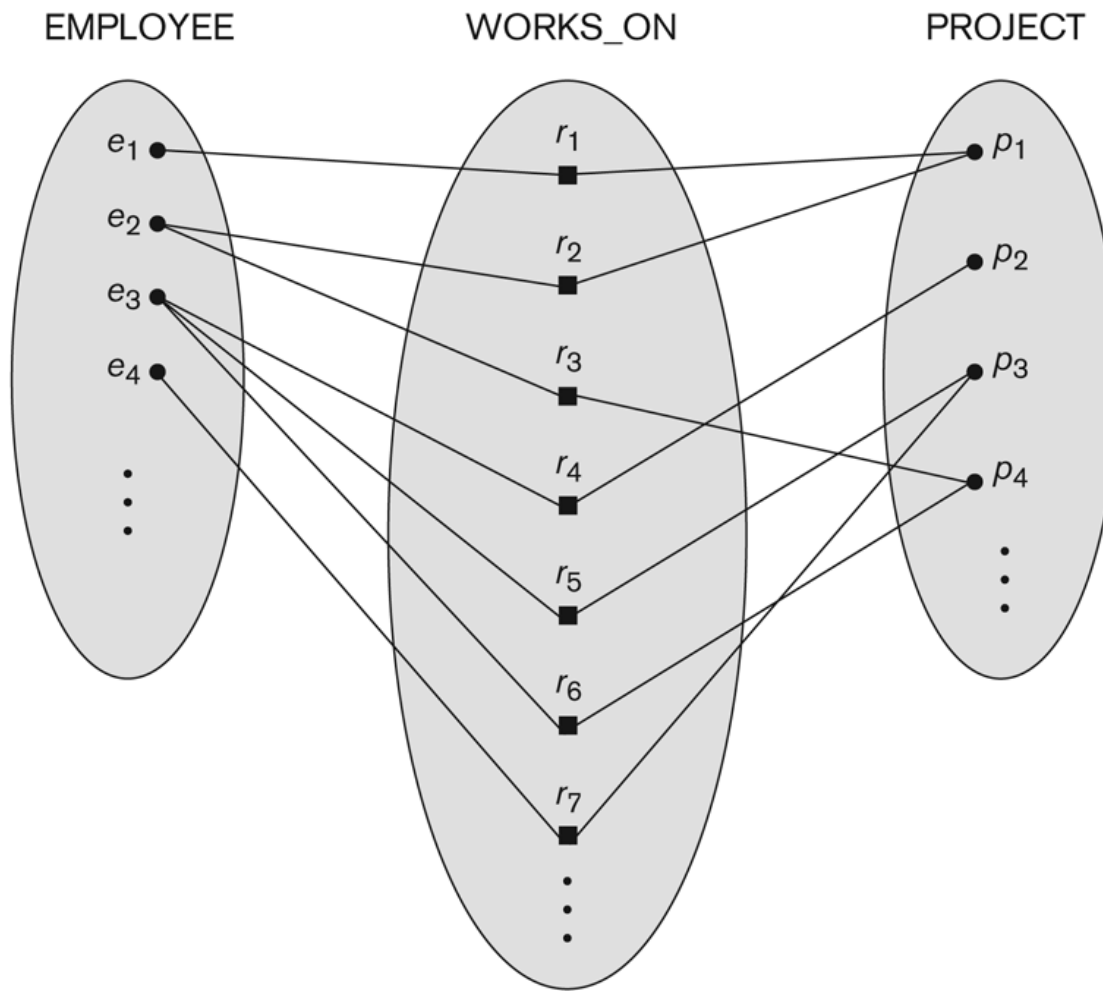 EMPLOYEE WORKS_ON PROJECT
e1 r1 p1
e2 r2 p2
e3 r3 p3
e4 r4 p4
r5
r6
r7